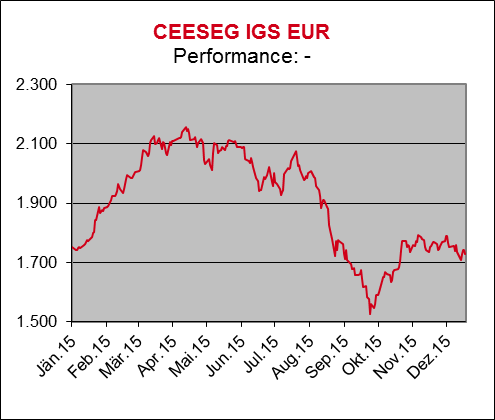 CEESEG IGS EUR
Performance: -
2.300
2.100
1.900
1.700
1.500
Jän.15
Feb.15
Mär.15
Apr.15
Mai.15
Jun.15
Jul.15
Aug.15
Sep.15
Okt.15
Nov.15
Dez.15